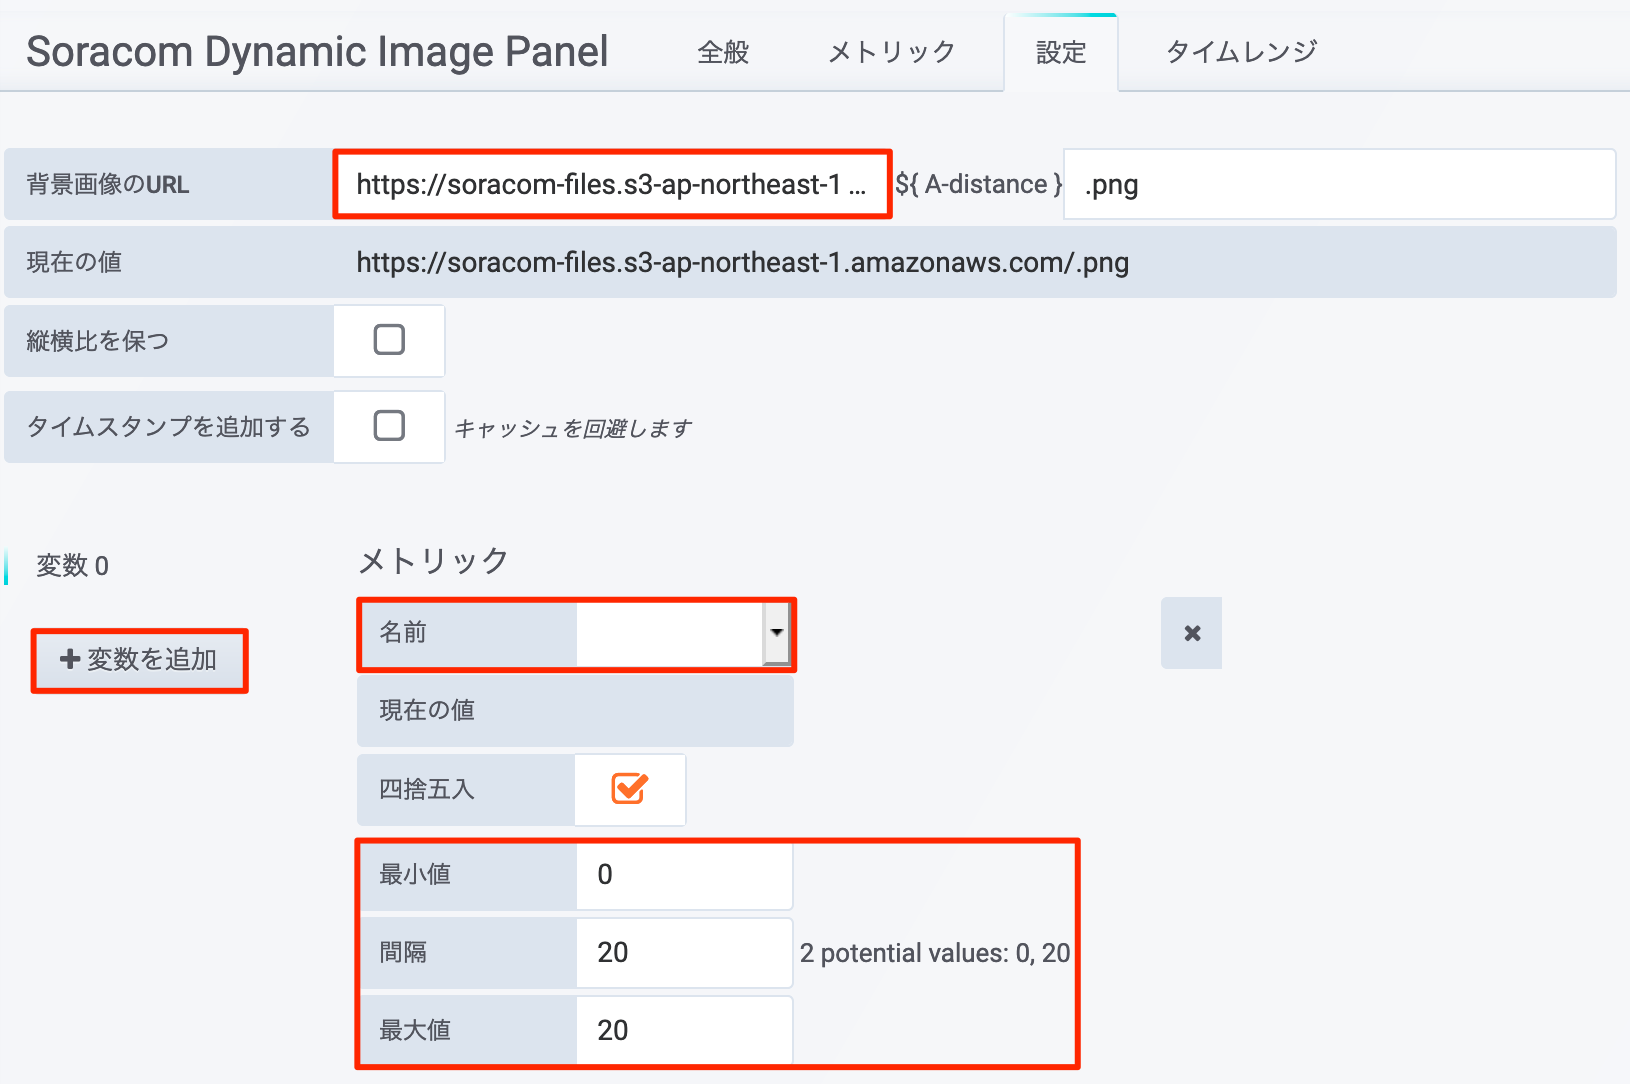 Soracom Dynamic Image Panel 全般 メトリック 設定 タイムレンジ
背景画像のURL https://soracom-files.s3-ap-northeast-1 ... ${ A-distance } .png
現在の値 https://soracom-files.s3-ap-northeast-1.amazonaws.com/.png
縦横比を保つ
タイムスタンプを追加する キャッシュを回避します
変数 0 メトリック
名前
変数を追加
現在の値
四捨五入
最小値 0
間隔 20 2 potential values: 0, 20
最大値 20